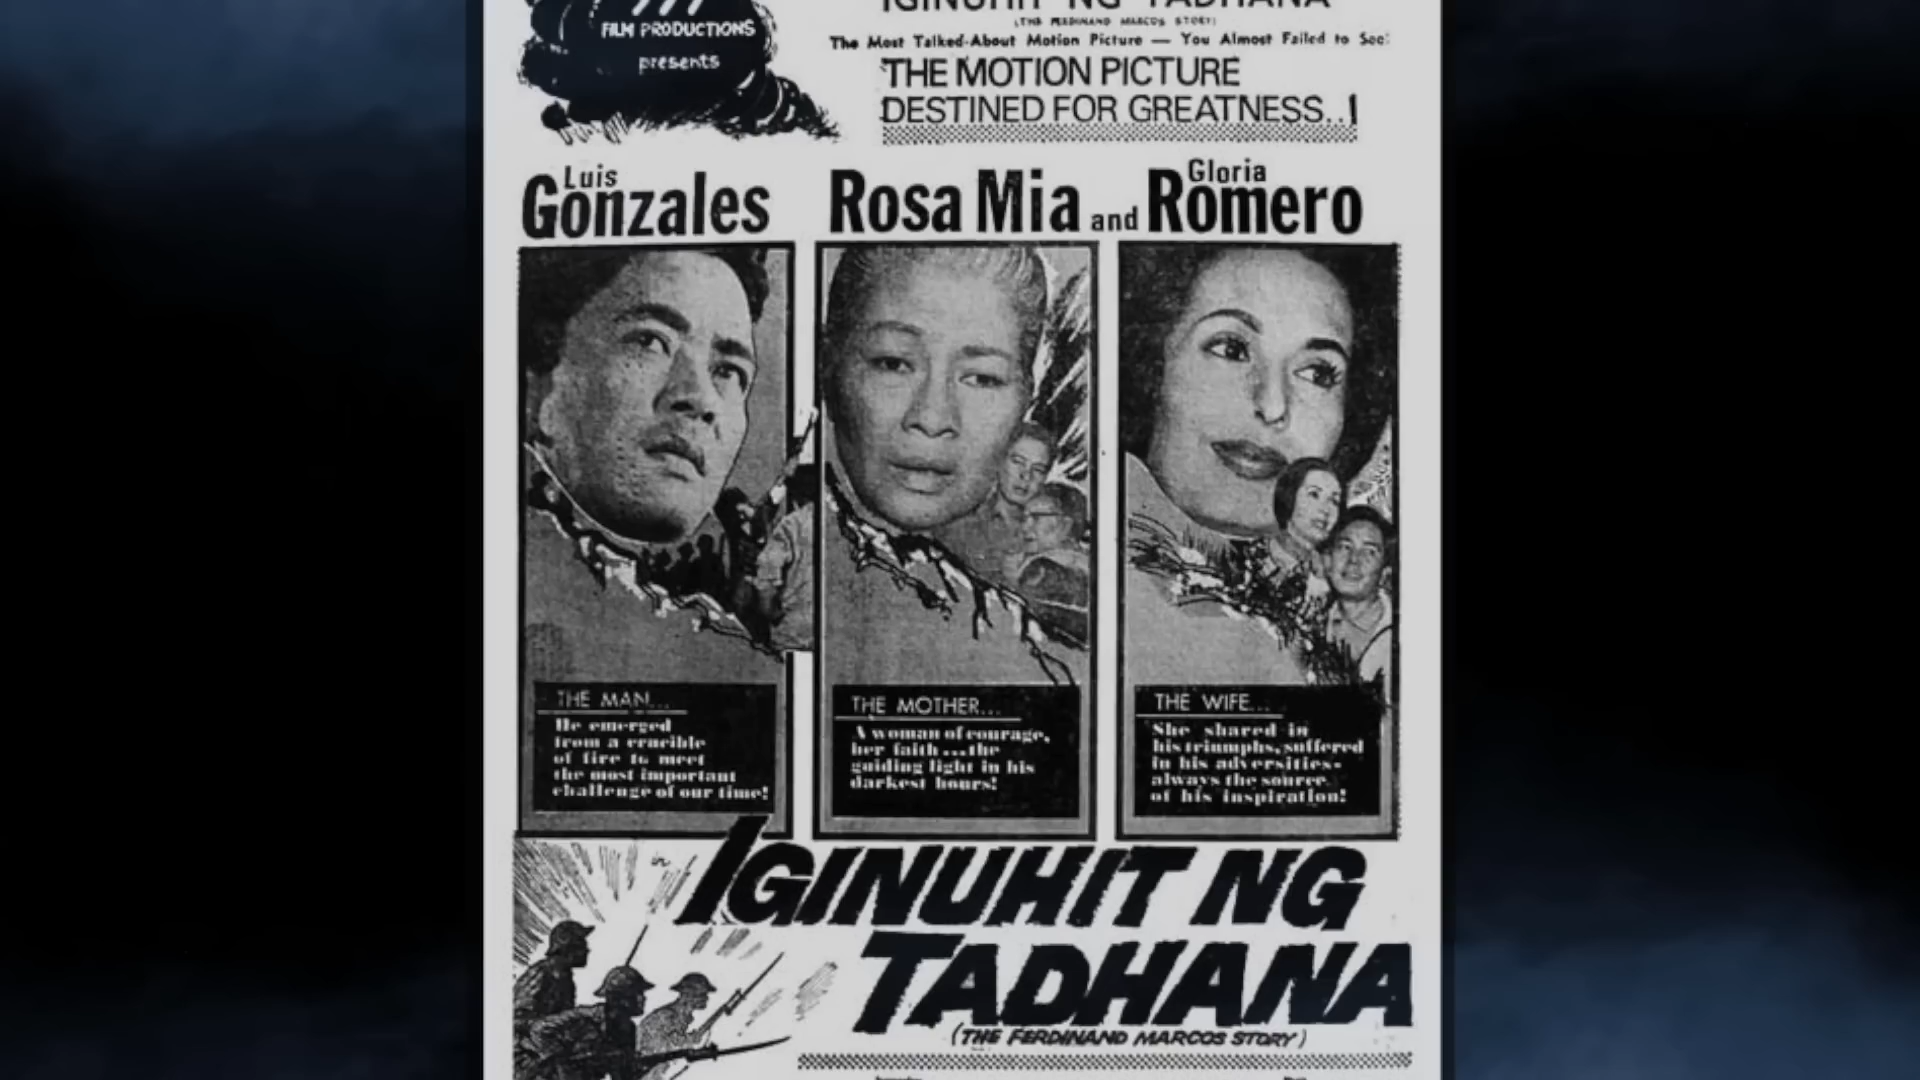 FILM PRODUCTIONS
presents
IGINUHIT NG TADHANA
(THE FERDINAND MARCOS STORY)
The Most Talked-About Motion Picture — You Almost Failed to See!
THE MOTION PICTURE
DESTINED FOR GREATNESS..!
Luis
Gonzales
Rosa Mia and
Gloria
Romero
THE MAN...
He emerged
from a crucible
of fire to meet
the most important
challenge of our time!
THE MOTHER...
A woman of courage,
her faith...the
guiding light in his
darkest hours!
THE WIFE...
She shared in
his triumphs, suffered
in his adversities-
always the source
of his inspiration!
in
IGINUHIT NG
TADHANA
(THE FERDINAND MARCOS STORY)